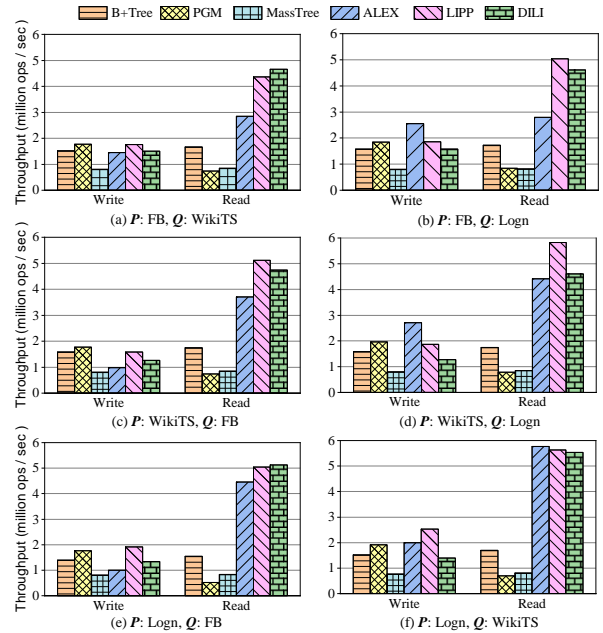 B+Tree PGM MassTree ALEX LIPP DILI
Throughput (million ops / sec)
6
5
4
3
2
1
0
Write Read
(a) P: FB, Q: WikiTS
6
5
4
3
2
1
0
Write Read
(b) P: FB, Q: Logn
Throughput (million ops / sec)
6
5
4
3
2
1
0
Write Read
(c) P: WikiTS, Q: FB
6
5
4
3
2
1
0
Write Read
(d) P: WikiTS, Q: Logn
Throughput (million ops / sec)
6
5
4
3
2
1
0
Write Read
(e) P: Logn, Q: FB
6
5
4
3
2
1
0
Write Read
(f) P: Logn, Q: WikiTS